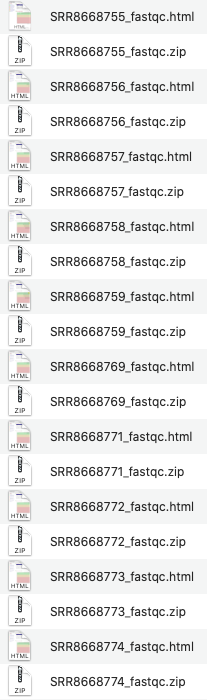 SRR8668755_fastqc.html
SRR8668755_fastqc.zip
SRR8668756_fastqc.html
SRR8668756_fastqc.zip
SRR8668757_fastqc.html
SRR8668757_fastqc.zip
SRR8668758_fastqc.html
SRR8668758_fastqc.zip
SRR8668759_fastqc.html
SRR8668759_fastqc.zip
SRR8668769_fastqc.html
SRR8668769_fastqc.zip
SRR8668771_fastqc.html
SRR8668771_fastqc.zip
SRR8668772_fastqc.html
SRR8668772_fastqc.zip
SRR8668773_fastqc.html
SRR8668773_fastqc.zip
SRR8668774_fastqc.html
SRR8668774_fastqc.zip
HTML
ZIP
HTML
ZIP
HTML
ZIP
HTML
ZIP
HTML
ZIP
HTML
ZIP
HTML
ZIP
HTML
ZIP
HTML
ZIP
HTML
ZIP